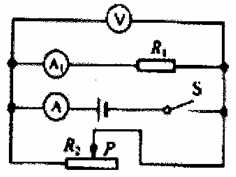 V
A₁ R₁
A S
R₂ P